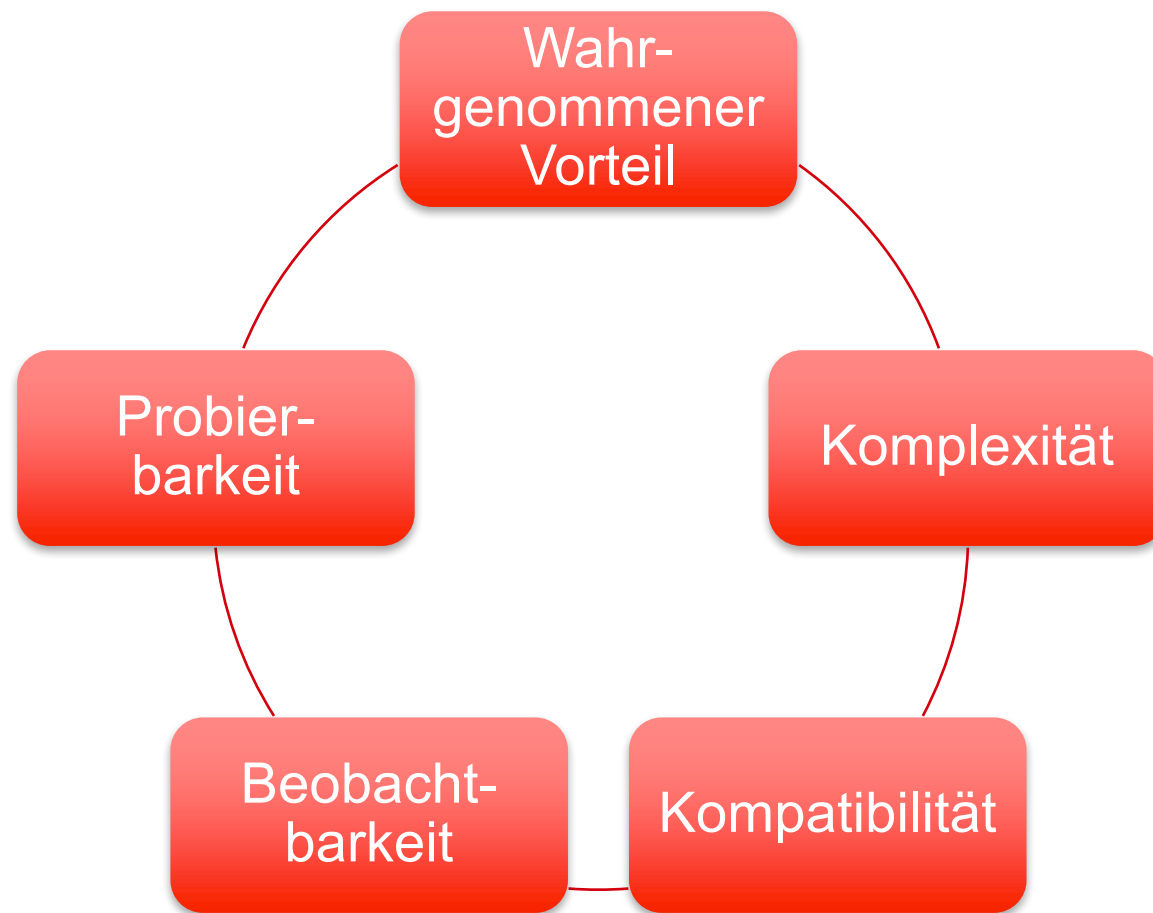 Wahr-
genommener
Vorteil
Probier-
barkeit
Komplexität
Beobacht-
barkeit
Kompatibilität